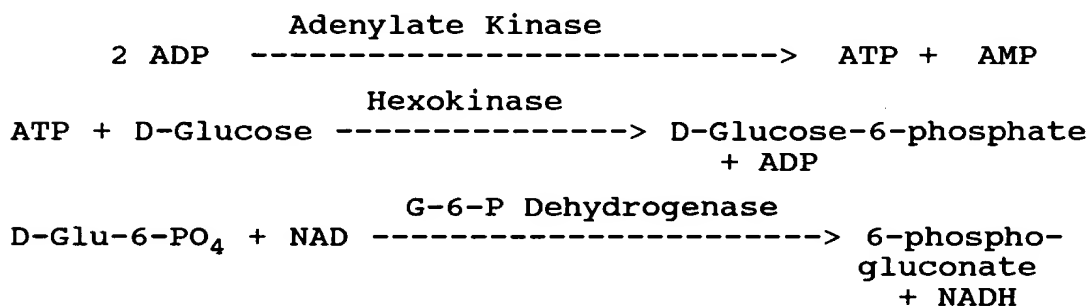 Adenylate Kinase
2 ADP ----------------------------> ATP + AMP
Hexokinase
ATP + D-Glucose ---------------> D-Glucose-6-phosphate
+ ADP
G-6-P Dehydrogenase
D-Glu-6-PO4 + NAD -----------------------> 6-phospho-
gluconate
+ NADH